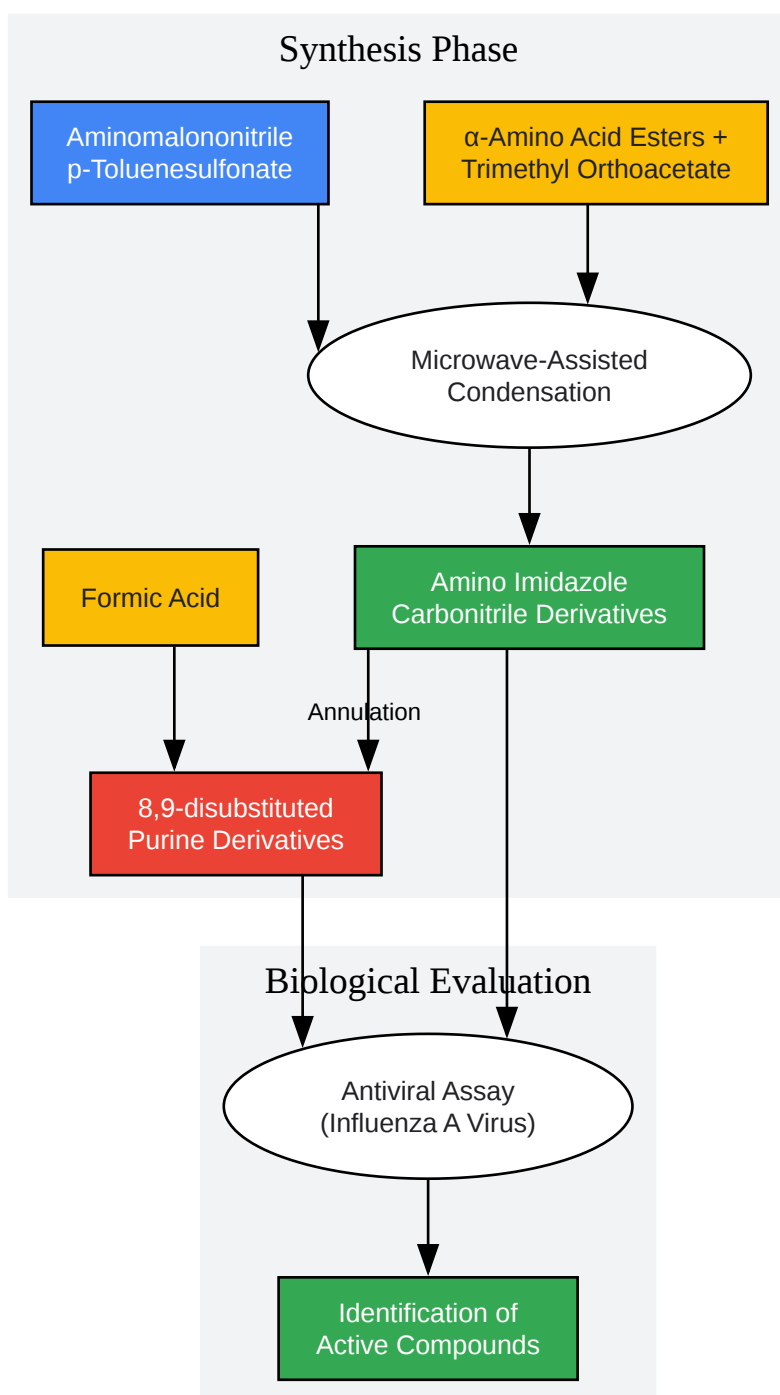 Synthesis Phase
Aminomalononitrile
p-Toluenesulfonate
α-Amino Acid Esters +
Trimethyl Orthoacetate
Microwave-Assisted
Condensation
Formic Acid
Amino Imidazole
Carbonitrile Derivatives
Annulation
8,9-disubstituted
Purine Derivatives
Biological Evaluation
Antiviral Assay
(Influenza A Virus)
Identification of
Active Compounds